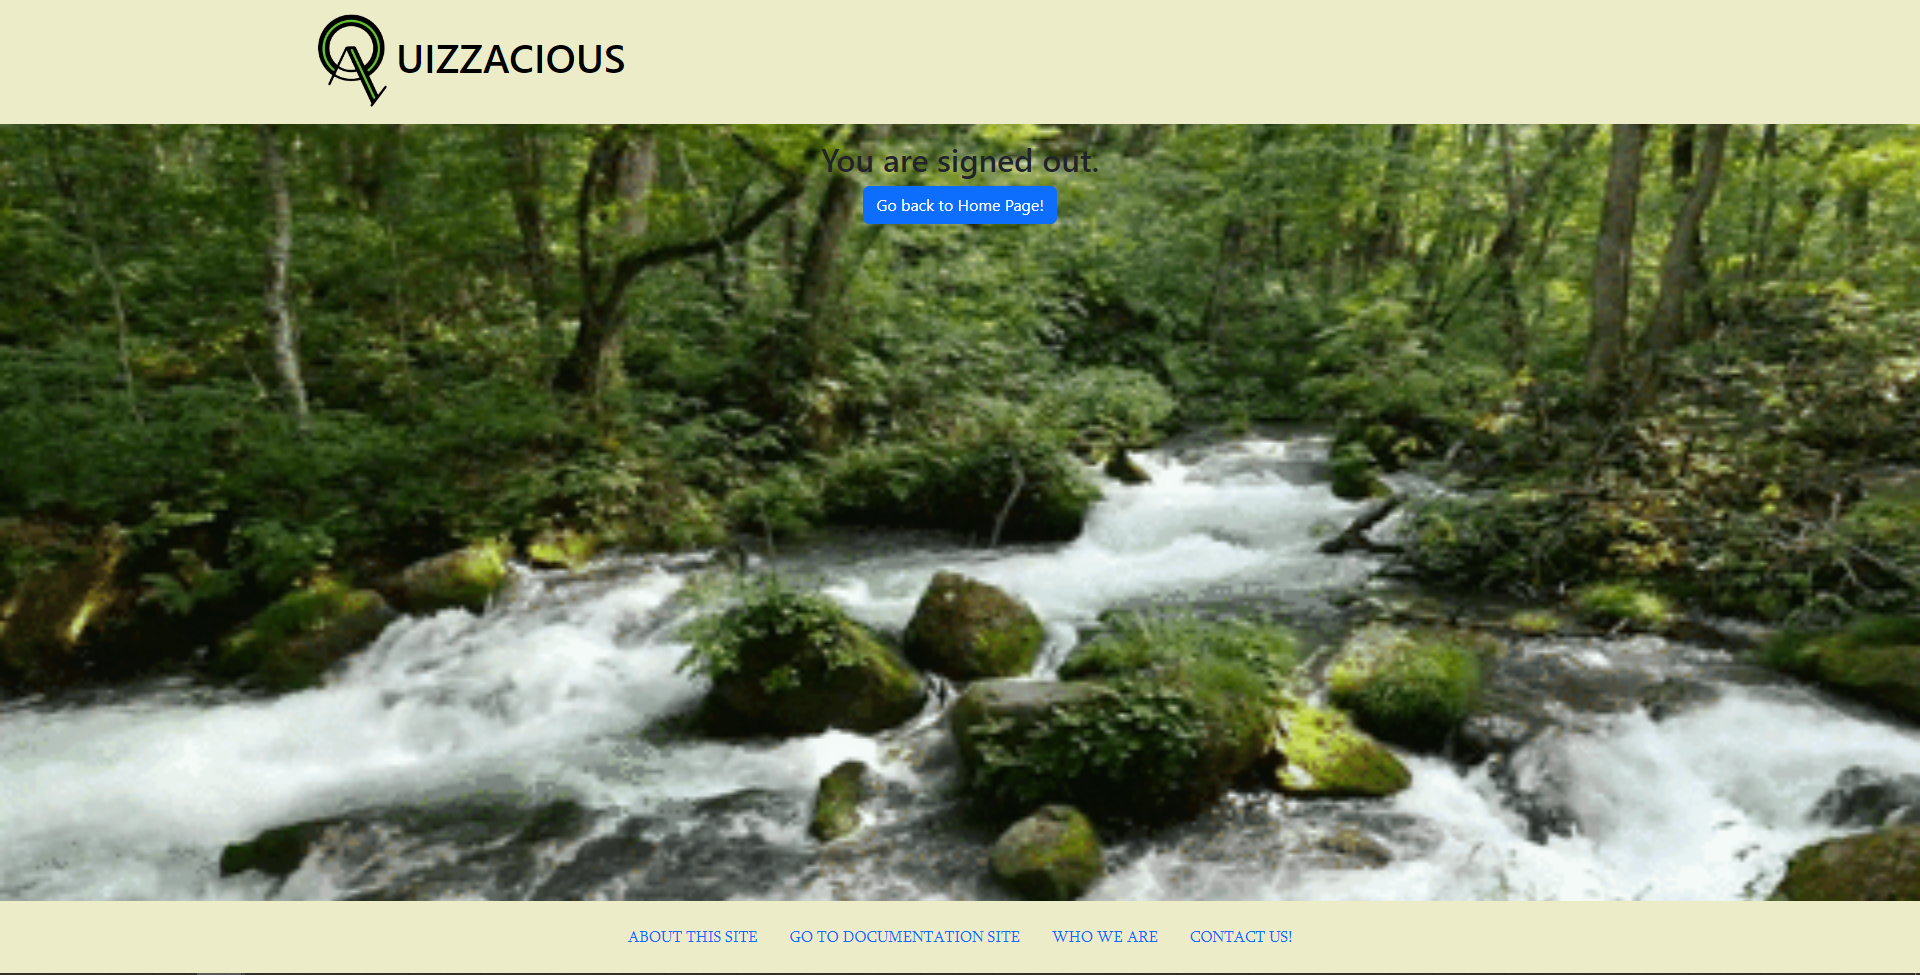 QUIZZACIOUS
You are signed out.
Go back to Home Page!
ABOUT THIS SITE GO TO DOCUMENTATION SITE WHO WE ARE CONTACT US!